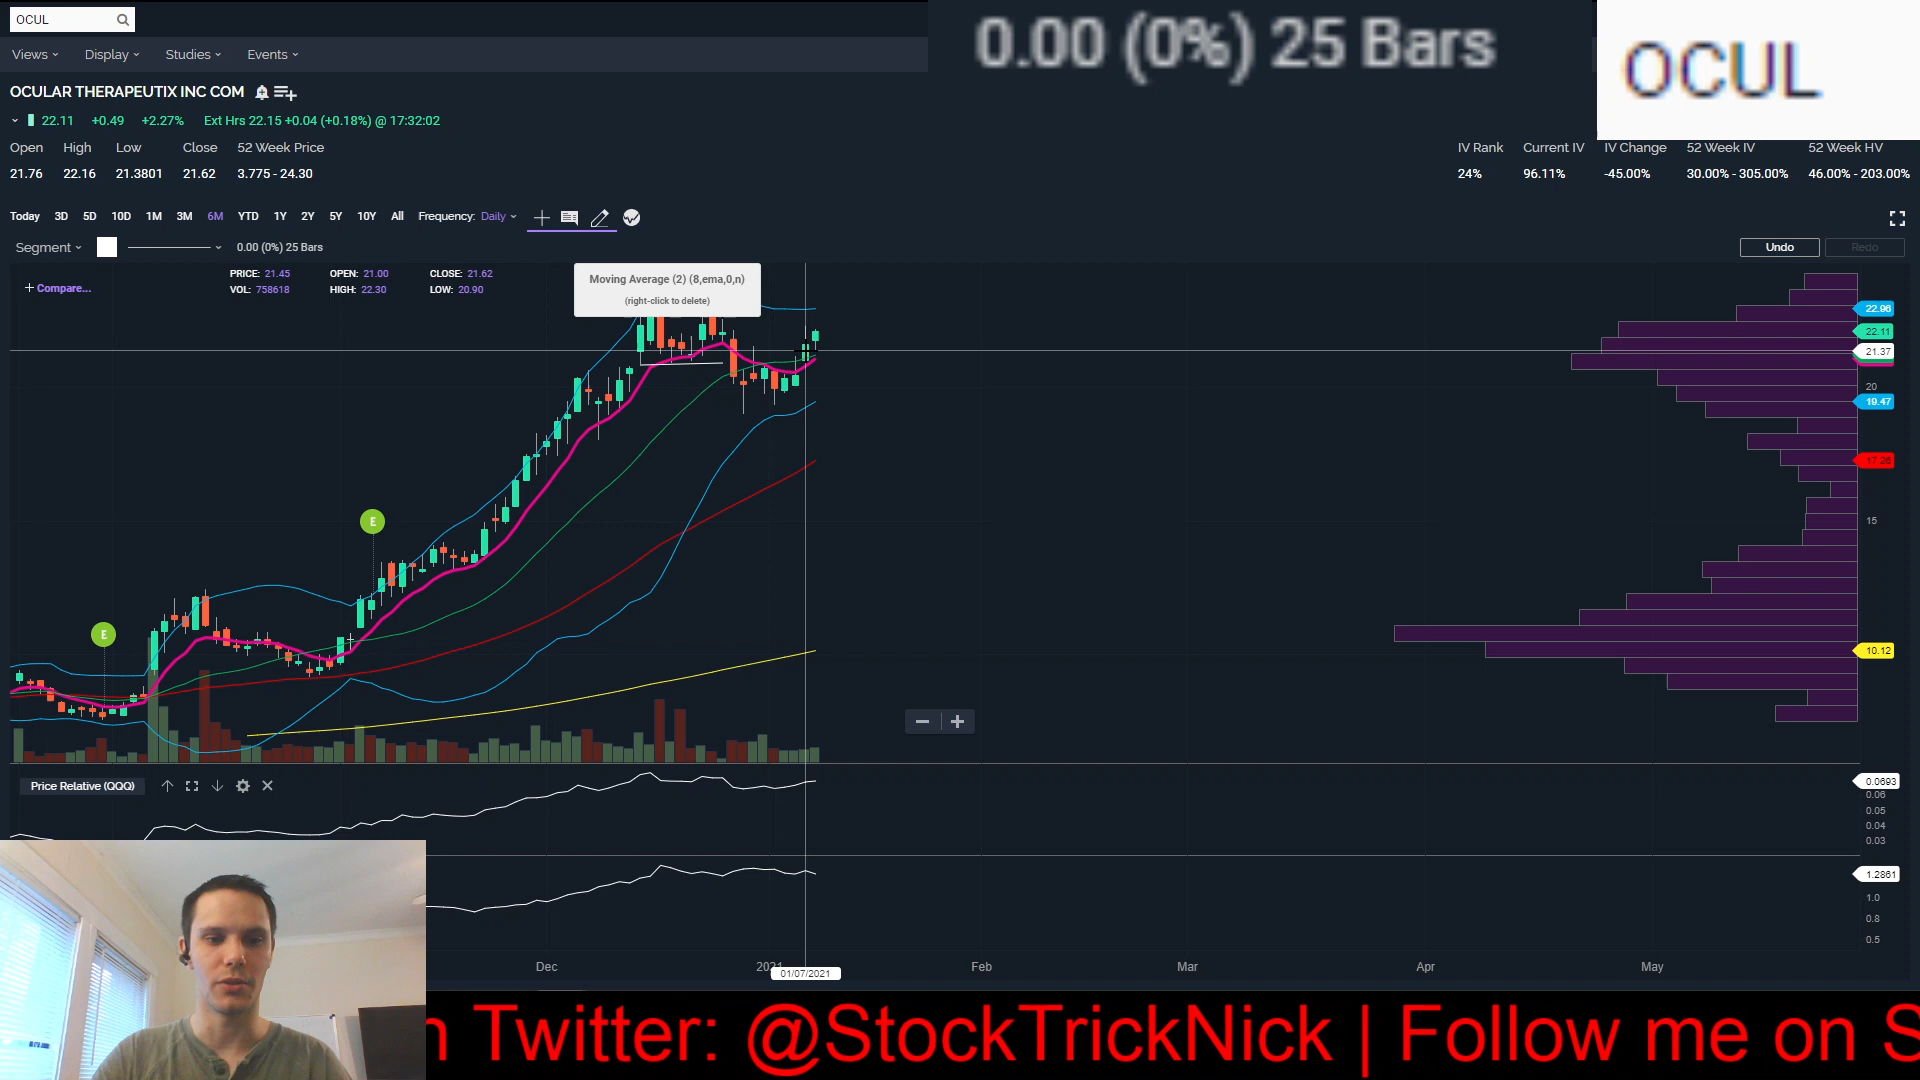 OCUL
0.00 (0%) 25 Bars
OCUL
Views Display Studies Events
OCULAR THERAPEUTIX INC COM
22.11 +0.49 +2.27% Ext Hrs 22.15 +0.04 (+0.18%) @ 17:32:02
Open High Low Close 52 Week Price
21.76 22.16 21.3801 21.62 3.775 - 24.30
IV Rank Current IV IV Change 52 Week IV 52 Week HV
24% 96.11% -45.00% 30.00% - 305.00% 46.00% - 203.00%
Today 3D 5D 10D 1M 3M 6M YTD 1Y 2Y 5Y 10Y All Frequency: Daily
Segment 0.00 (0%) 25 Bars Undo Redo
PRICE: 21.45 OPEN: 21.00 CLOSE: 21.62
VOL: 758618 HIGH: 22.30 LOW: 20.90
+ Compare...
Moving Average (2) (8,ema,0,n)
(right-click to delete)
22.96
22.11
21.37
20
19.47
17.26
E
15
E
10.12
Price Relative (QQQ)
0.0693
0.06
0.05
0.04
0.03
1.2861
1.0
0.8
0.5
Dec Feb Mar Apr May
01/07/2021
n Twitter: @StockTrickNick | Follow me on S